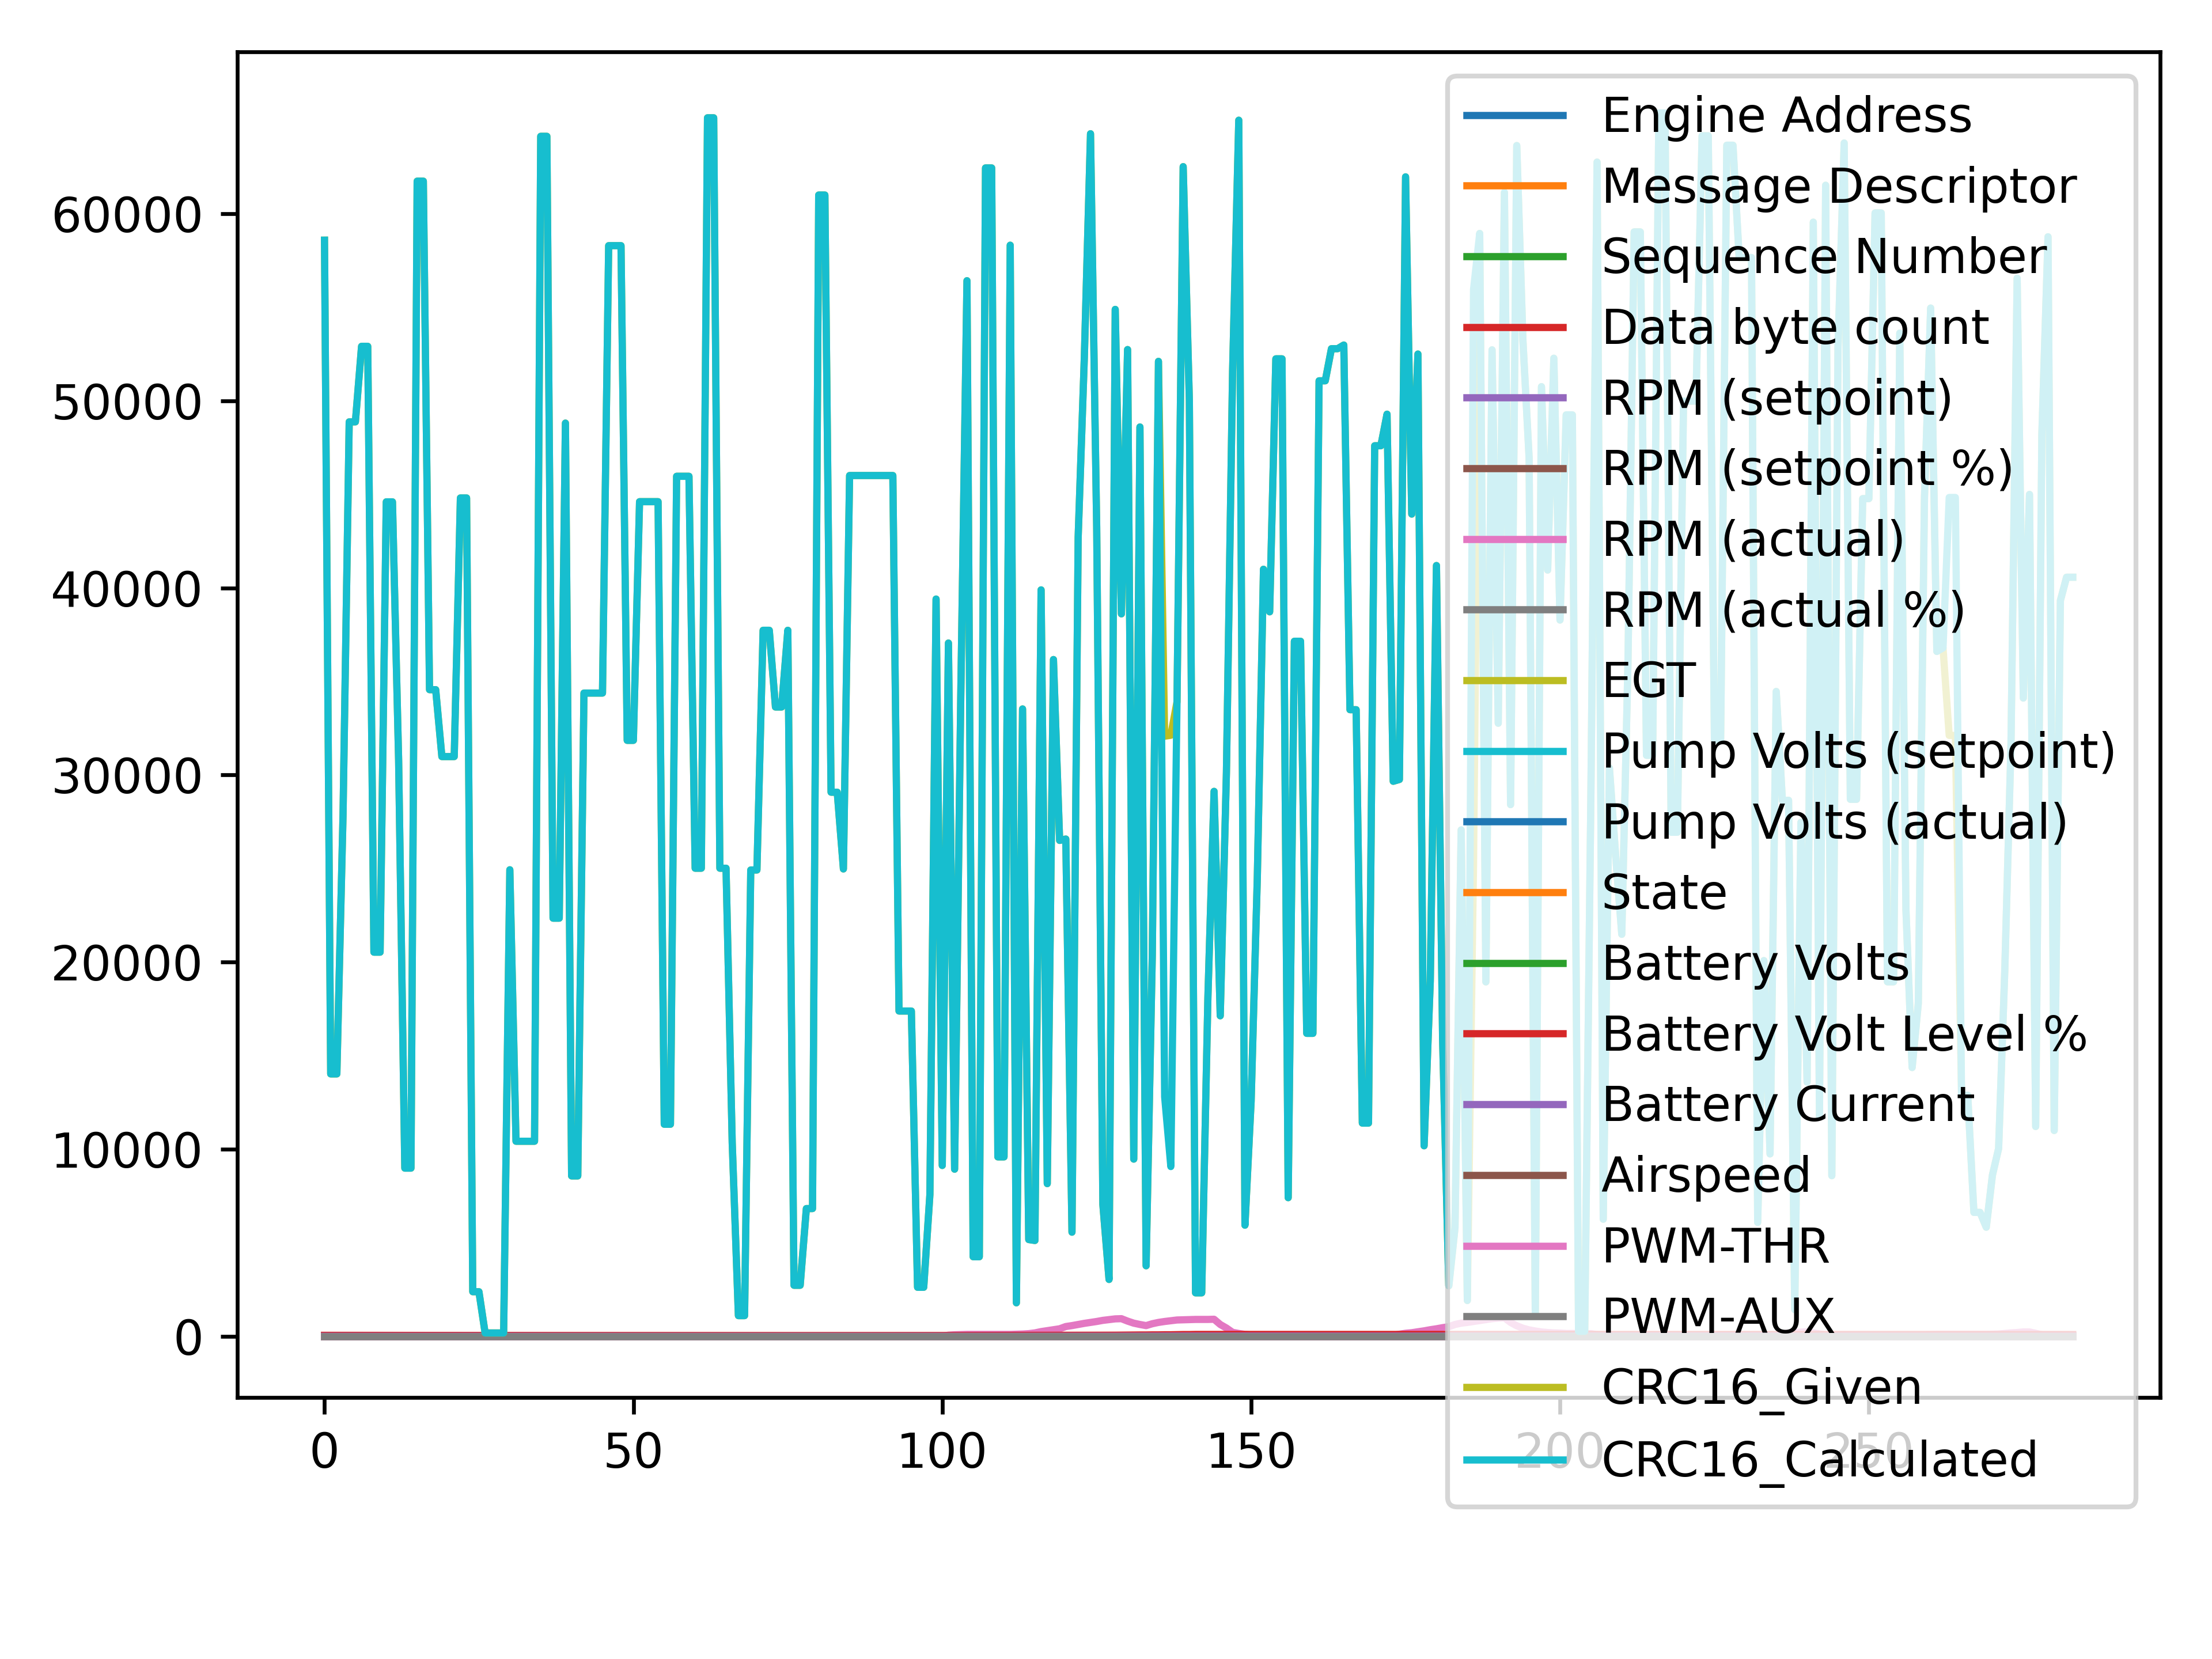 60000
50000
40000
30000
20000
10000
0
0
50
100
150
200
250
Engine Address
Message Descriptor
Sequence Number
Data byte count
RPM (setpoint)
RPM (setpoint %)
RPM (actual)
RPM (actual %)
EGT
Pump Volts (setpoint)
Pump Volts (actual)
State
Battery Volts
Battery Volt Level %
Battery Current
Airspeed
PWM-THR
PWM-AUX
CRC16_Given
CRC16_Calculated